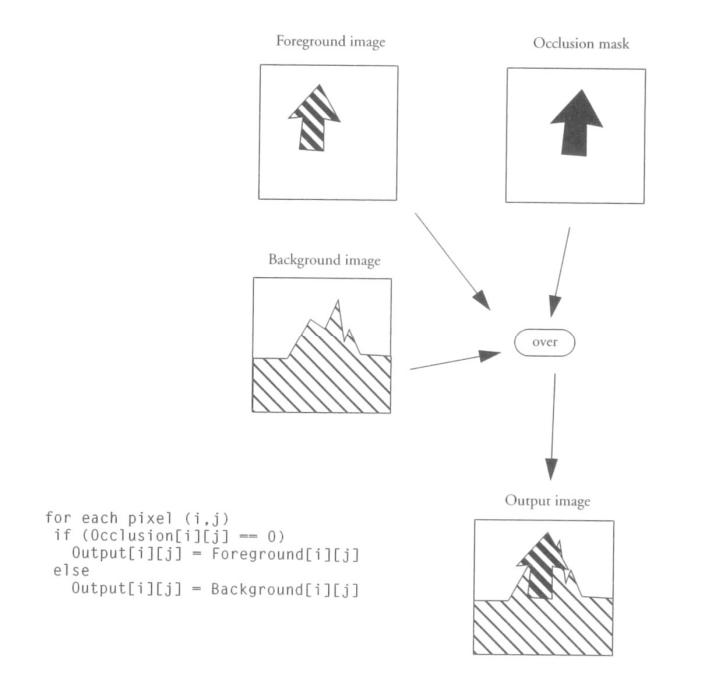 Foreground image
Occlusion mask
Background image
over
Output image
for each pixel (i,j)
if (Occlusion[i][j] == 0)
Output[i][j] = Foreground[i][j]
else
Output[i][j] = Background[i][j]